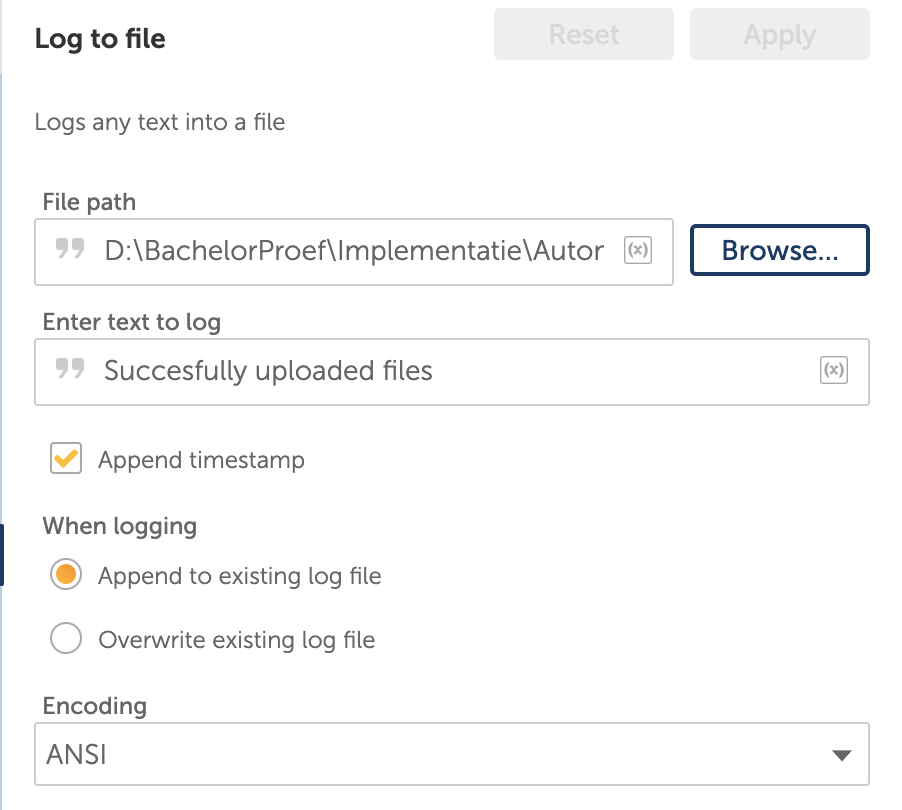 Log to file
Reset
Apply
Logs any text into a file
File path
D:\BachelorProef\Implementatie\Autor
(x)
Browse...
Enter text to log
Succesfully uploaded files
(x)
Append timestamp
When logging
Append to existing log file
Overwrite existing log file
Encoding
ANSI